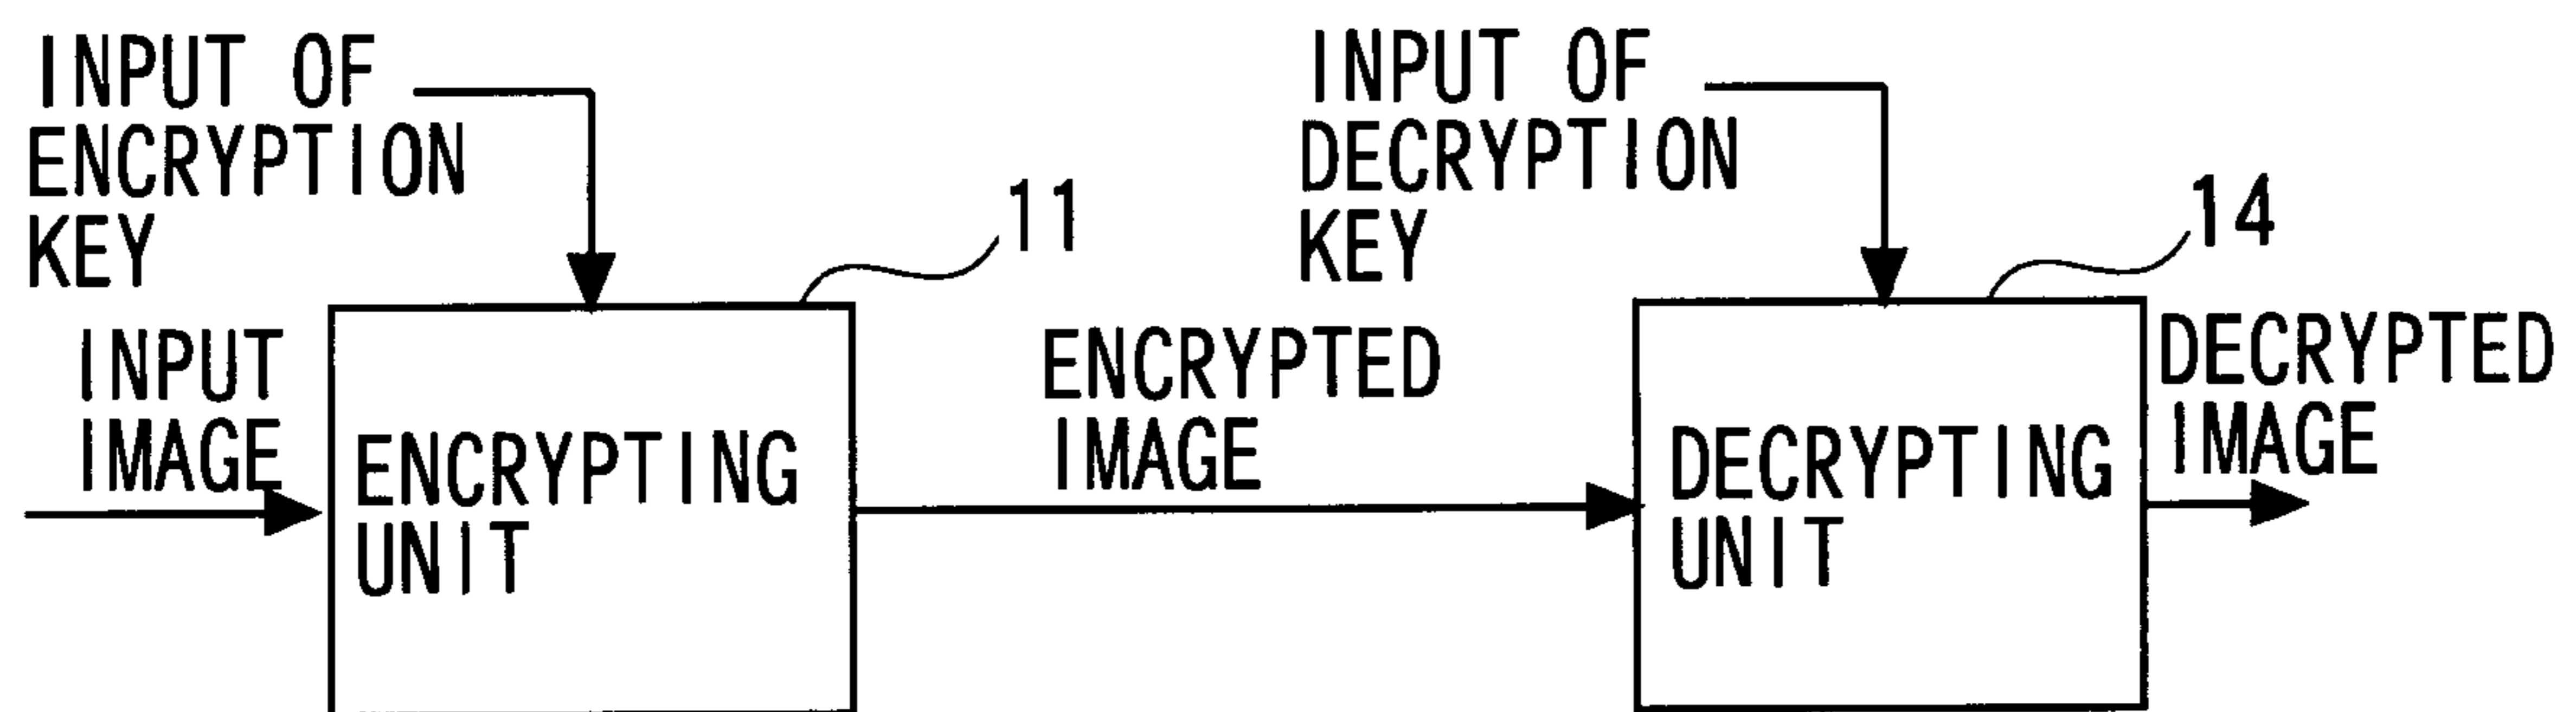 INPUT OF
ENCRYPTION
KEY
11
INPUT
IMAGE
ENCRYPTING
UNIT
ENCRYPTED
IMAGE
INPUT OF
DECRYPTION
KEY
14
DECRYPTING
UNIT
DECRYPTED
IMAGE